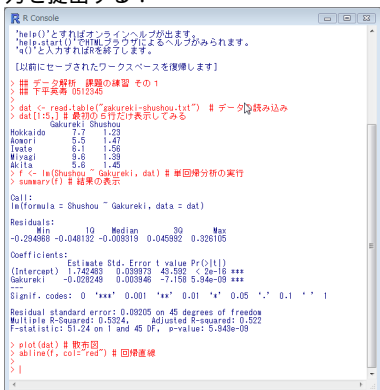 力を提出する!
R Console
'help()'とすればオンラインヘルプが出ます。
'help.start()'でHTMLブラウザによるヘルプがみられます。
'q()'と入力すればRを終了します。
[以前にセーブされたワークスペースを復帰します]
> ## データ解析 課題の練習 その1
> ## 下平英寿 0512345
>
> dat <- read.table("gakureki-shushou.txt") # データの読み込み
> dat[1:5,] # 最初の5行だけ表示してみる
Gakureki Shushou
Hokkaido 7.7 1.23
Aomori 5.5 1.47
Iwate 6.1 1.56
Miyagi 9.6 1.39
Akita 5.6 1.45
> f <- lm(Shushou ~ Gakureki, dat) # 単回帰分析の実行
> summary(f) # 結果の表示
Call:
lm(formula = Shushou ~ Gakureki, data = dat)
Residuals:
Min 1Q Median 3Q Max
-0.294968 -0.048132 -0.009319 0.045992 0.326105
Coefficients:
Estimate Std. Error t value Pr(>|t|)
(Intercept) 1.742483 0.039973 43.592 < 2e-16 ***
Gakureki -0.028249 0.003946 -7.158 5.94e-09 ***
---
Signif. codes: 0 '***' 0.001 '**' 0.01 '*' 0.05 '.' 0.1 ' ' 1
Residual standard error: 0.09205 on 45 degrees of freedom
Multiple R-Squared: 0.5324, Adjusted R-squared: 0.522
F-statistic: 51.24 on 1 and 45 DF, p-value: 5.943e-09
> plot(dat) # 散布図
> abline(f, col="red") # 回帰直線
>
> |